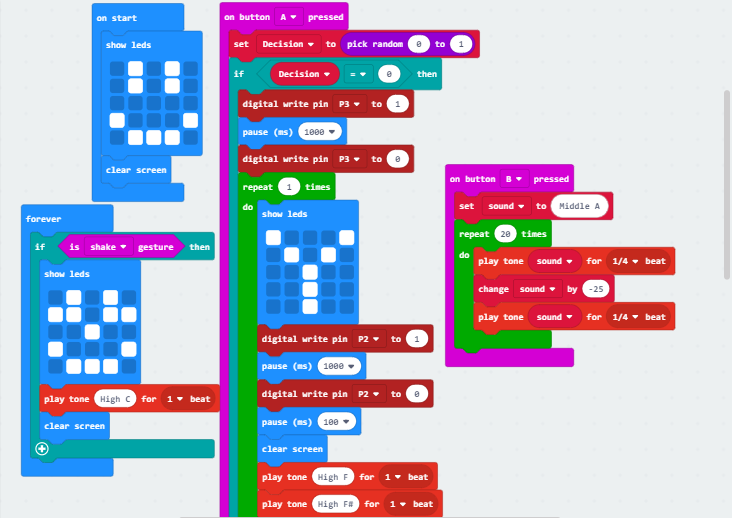 on start
show leds
clear screen
forever
if is shake gesture then
show leds
play tone High C for 1 beat
clear screen
on button A pressed
set Decision to pick random 0 to 1
if Decision = 0 then
digital write pin P3 to 1
pause (ms) 1000
digital write pin P3 to 0
repeat 1 times
do
show leds
digital write pin P2 to 1
pause (ms) 1000
digital write pin P2 to 0
pause (ms) 100
clear screen
play tone High F for 1 beat
play tone High F# for 1 beat
on button B pressed
set sound to Middle A
repeat 20 times
do
play tone sound for 1/4 beat
change sound by -25
play tone sound for 1/4 beat